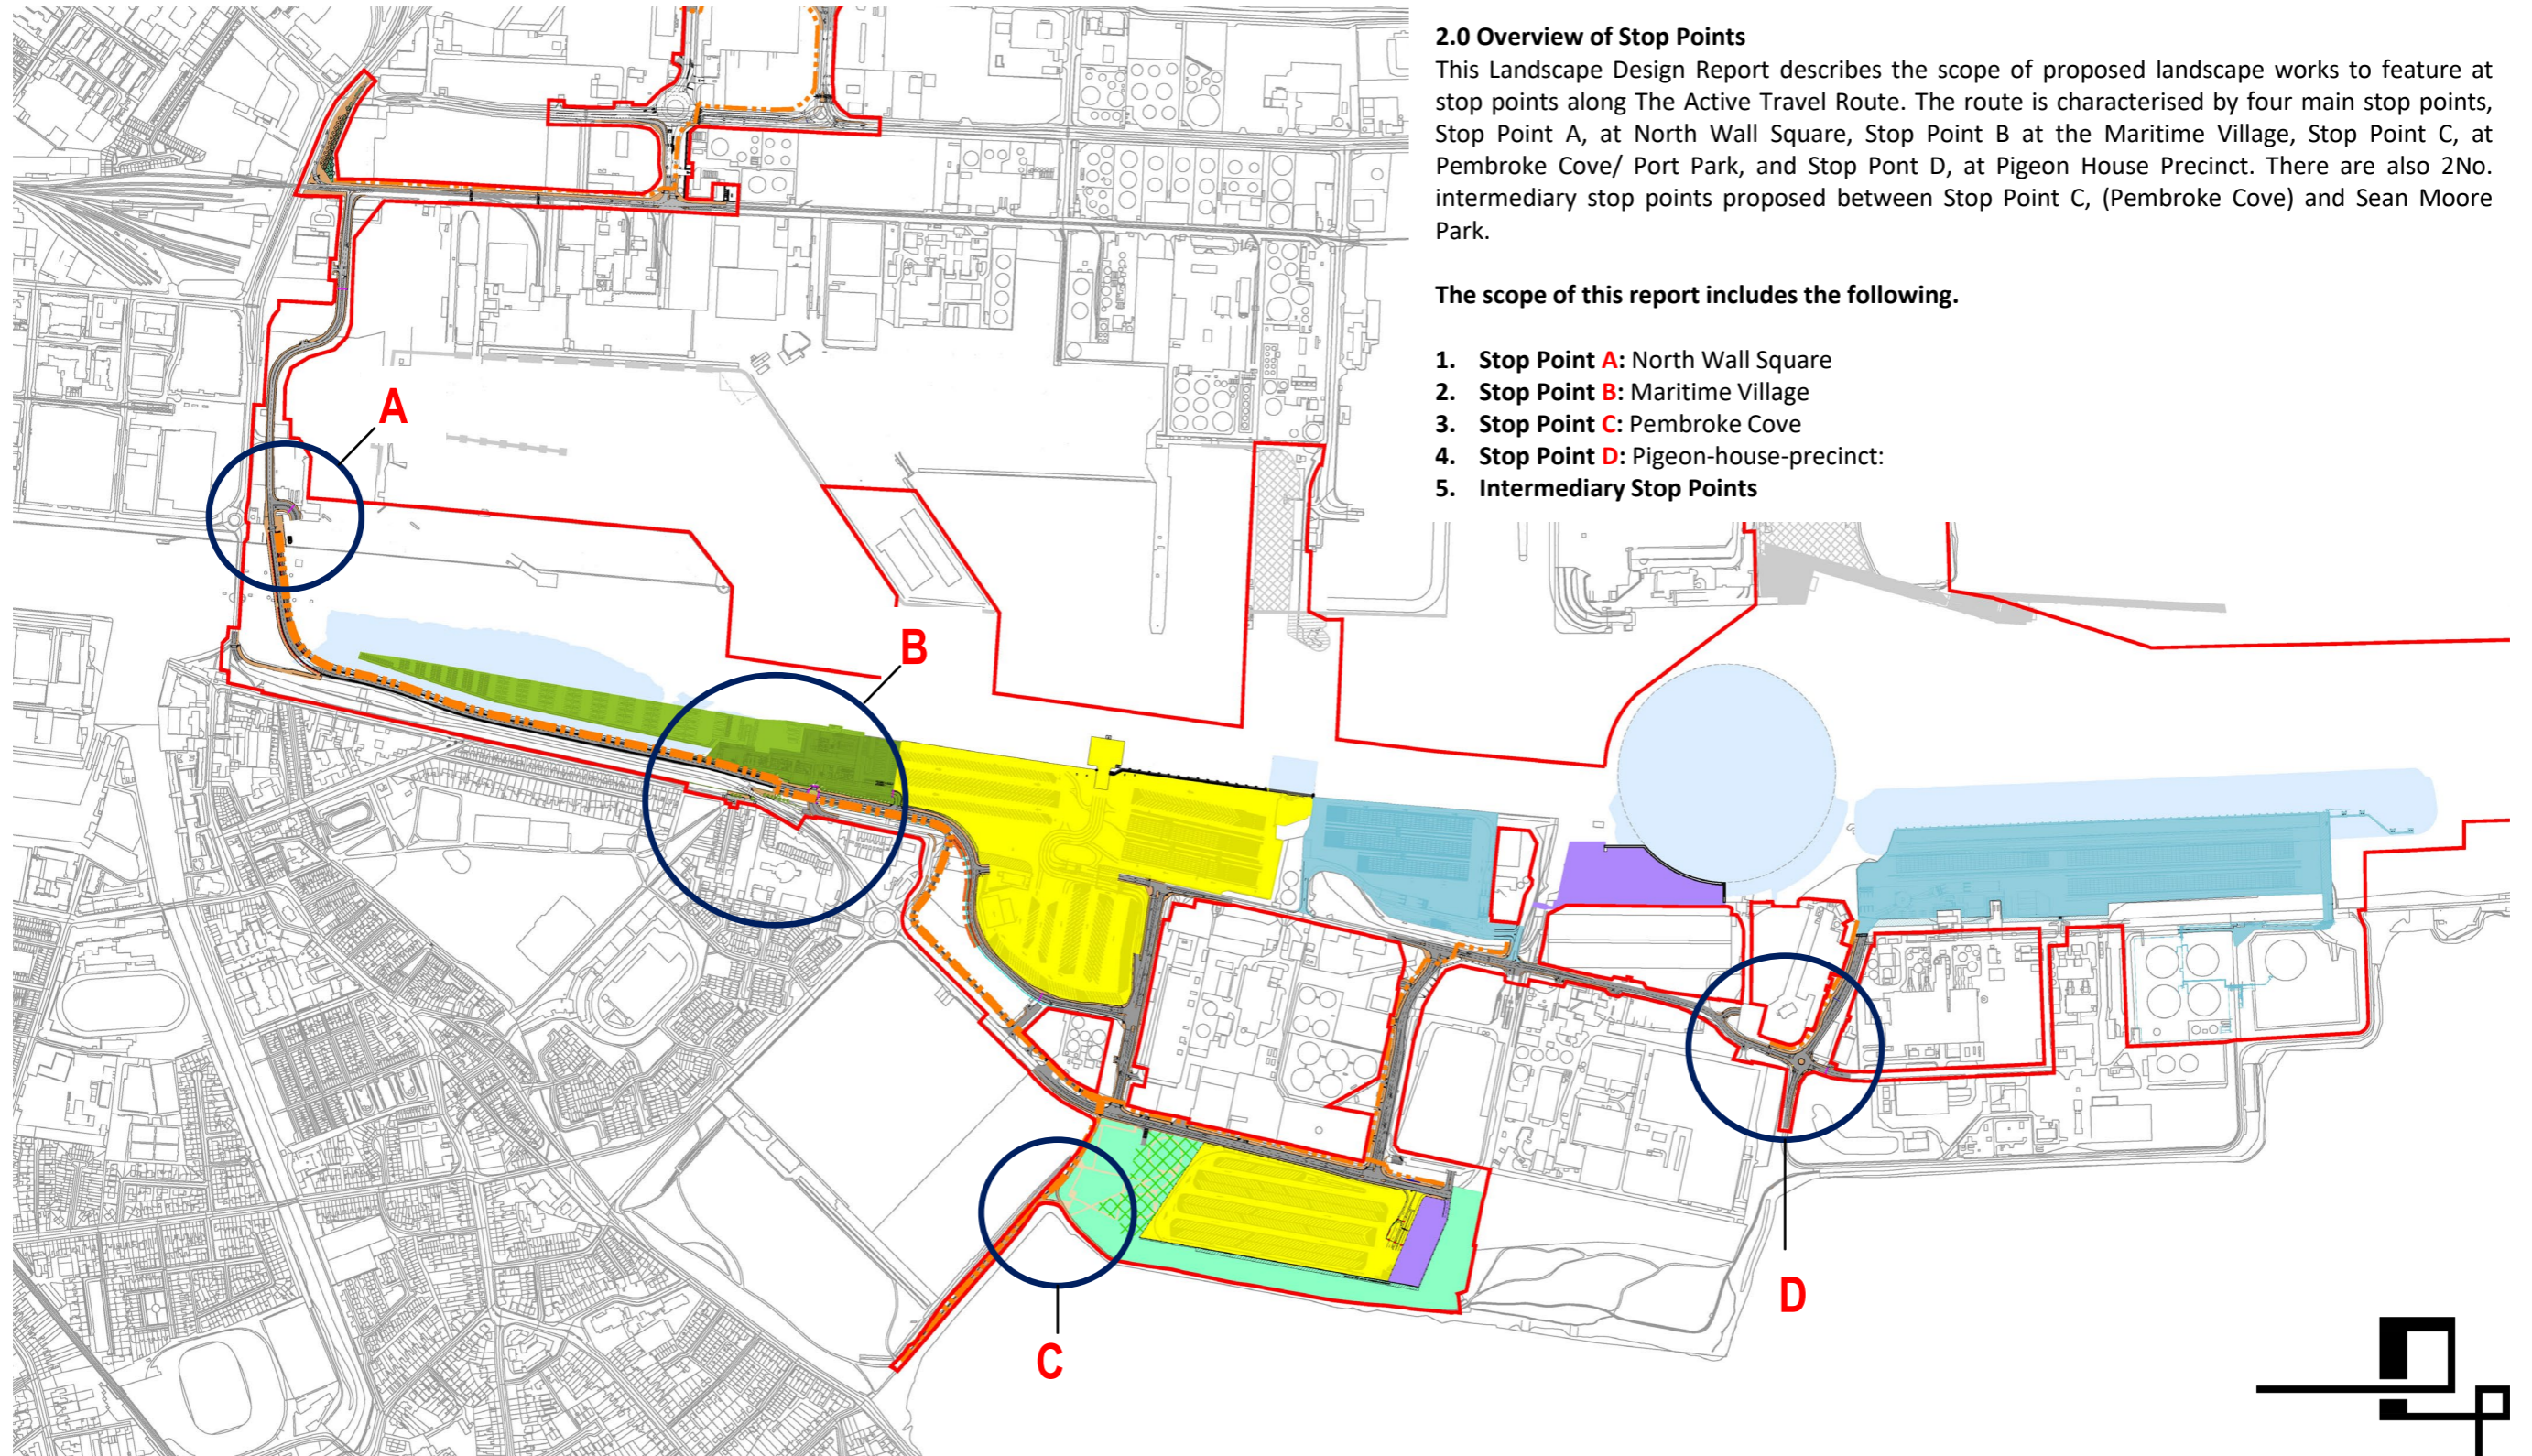 2.0 Overview of Stop Points
This Landscape Design Report describes the scope of proposed landscape works to feature at
stop points along The Active Travel Route. The route is characterised by four main stop points,
Stop Point A, at North Wall Square, Stop Point B at the Maritime Village, Stop Point C, at
Pembroke Cove/ Port Park, and Stop Pont D, at Pigeon House Precinct. There are also 2No.
intermediary stop points proposed between Stop Point C, (Pembroke Cove) and Sean Moore
Park.
The scope of this report includes the following.
1. Stop Point A: North Wall Square
2. Stop Point B: Maritime Village
3. Stop Point C: Pembroke Cove
4. Stop Point D: Pigeon-house-precinct:
5. Intermediary Stop Points
A
B
C
D